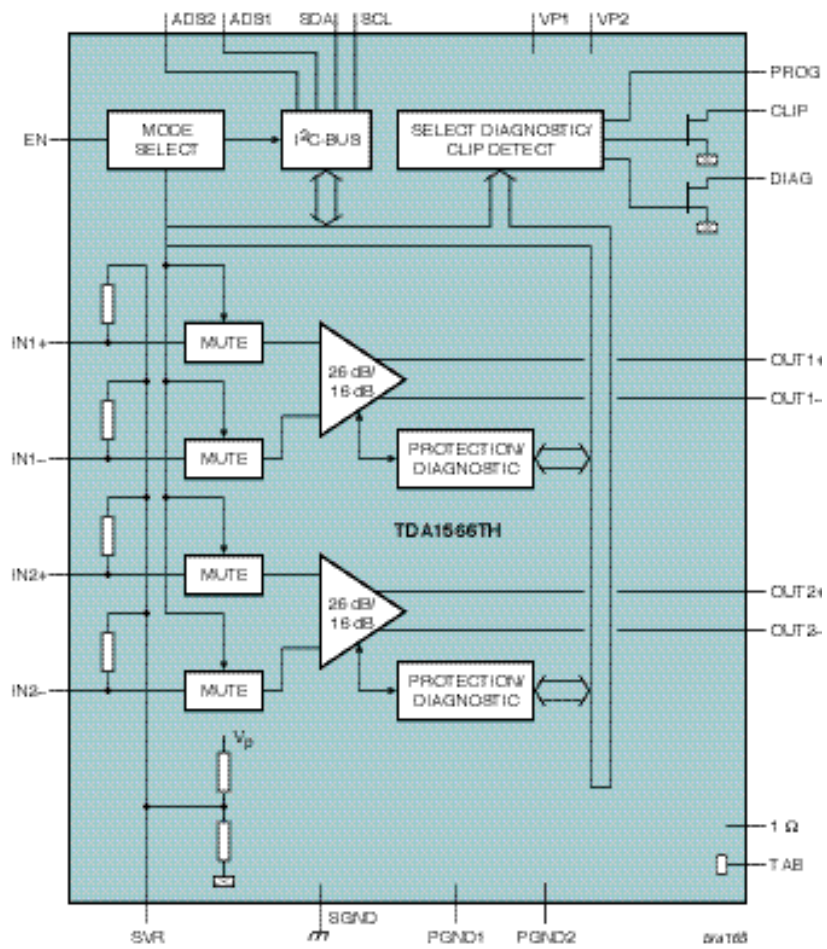 ADS2 ADS1 SDA SCL VP1 VP2
PROG
CLIP
EN MODE SELECT I²C-BUS SELECT DIAGNOSTIC/ CLIP DETECT
DIAG
IN1+ MUTE 26 dB/ 16 dB OUT1+
OUT1−
IN1− MUTE PROTECTION/ DIAGNOSTIC
TDA1566TH
IN2+ MUTE 26 dB/ 16 dB OUT2+
OUT2−
IN2− MUTE PROTECTION/ DIAGNOSTIC
Vp
1 Ω
TAB
SVR SGND PGND1 PGND2